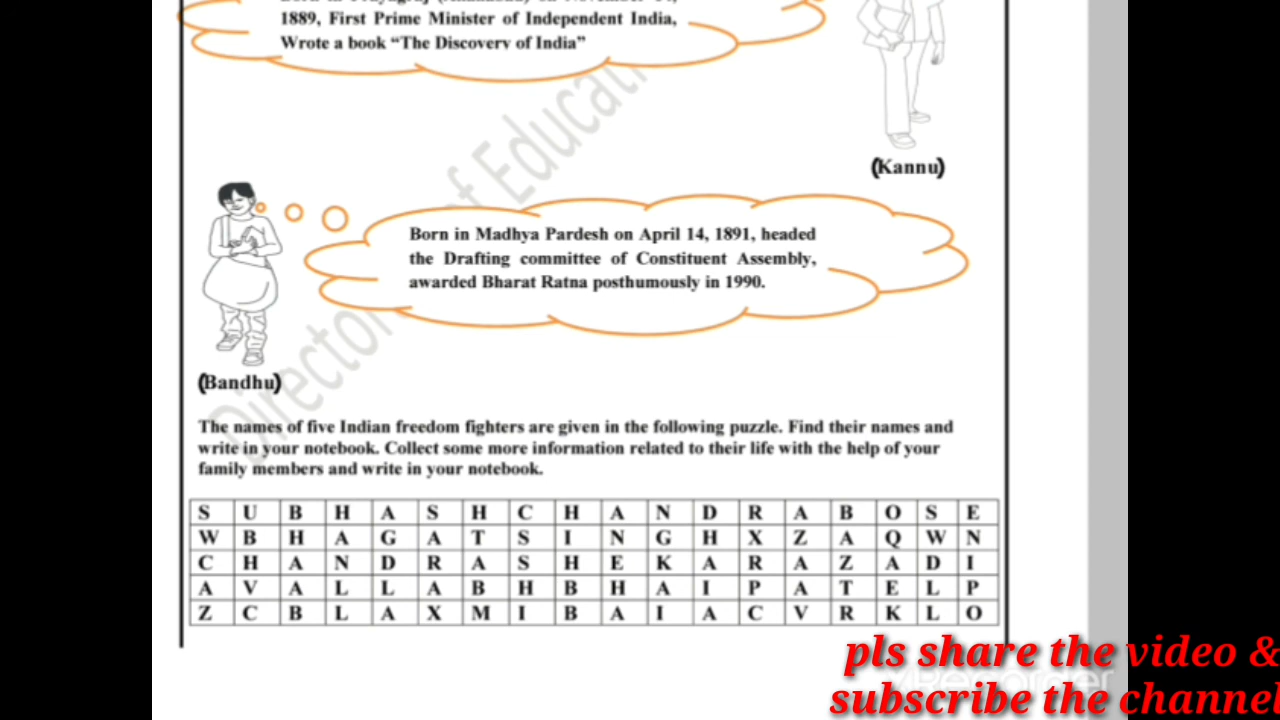 1889, First Prime Minister of Independent India,
Wrote a book “The Discovery of India”
(Kannu)
Born in Madhya Pardesh on April 14, 1891, headed
the Drafting committee of Constituent Assembly,
awarded Bharat Ratna posthumously in 1990.
(Bandhu)
The names of five Indian freedom fighters are given in the following puzzle. Find their names and
write in your notebook. Collect some more information related to their life with the help of your
family members and write in your notebook.
S U B H A S H C H A N D R A B O S E
W B H A G A T S I N G H X Z A Q W N
C H A N D R A S H E K A R A Z A D I
A V A L L A B H B H A I P A T E L P
Z C B L A X M I B A I A C V R K L O
pls share the video &
subscribe the channel
Director of Educati